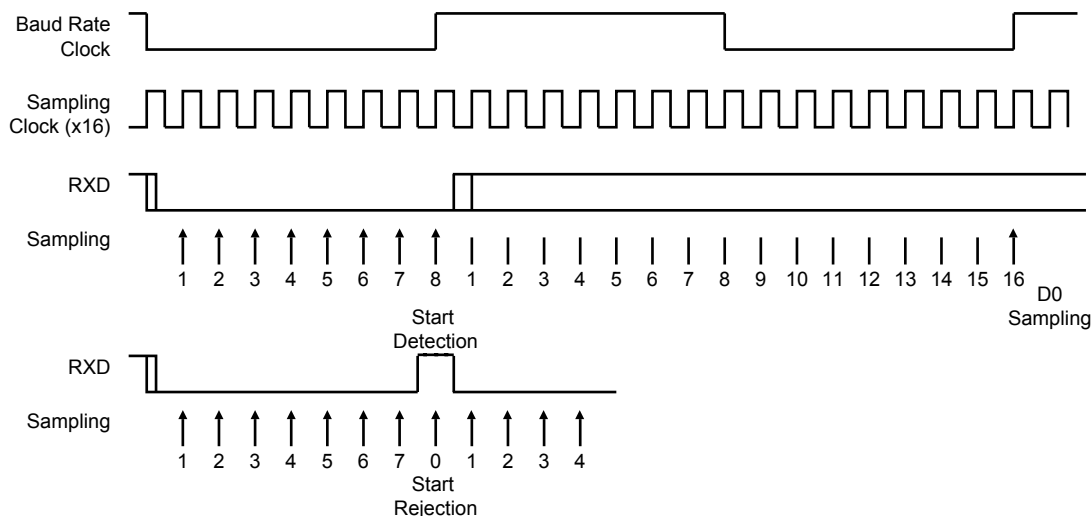 Baud Rate
Clock
Sampling
Clock (x16)
RXD
Sampling
1 2 3 4 5 6 7 8 1 2 3 4 5 6 7 8 9 10 11 12 13 14 15 16
D0
Sampling
Start
Detection
RXD
Sampling
1 2 3 4 5 6 7 0 1 2 3 4
Start
Rejection